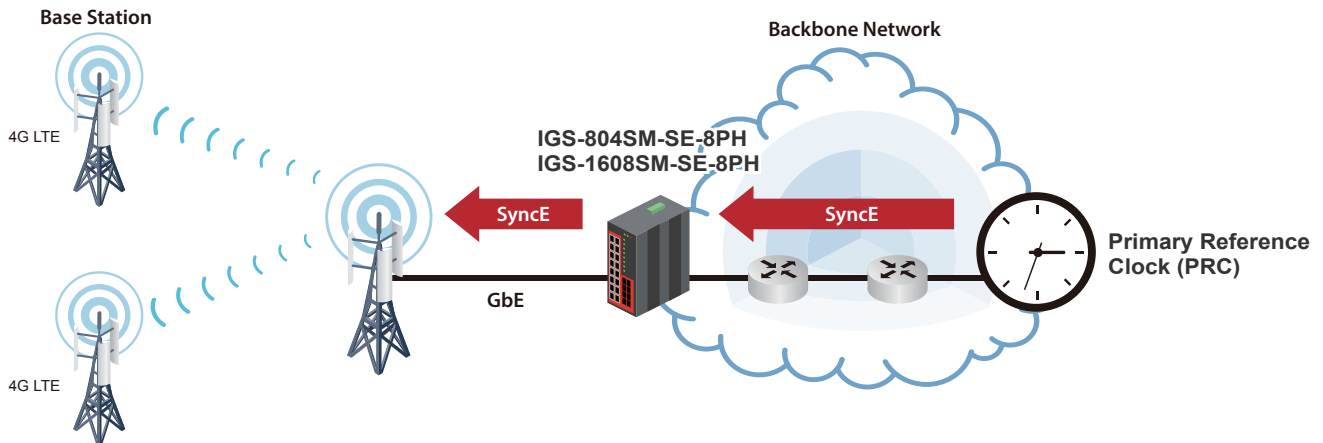 Base Station
Backbone Network
4G LTE
IGS-804SM-SE-8PH
IGS-1608SM-SE-8PH
SyncE
SyncE
Primary Reference
Clock (PRC)
GbE
4G LTE